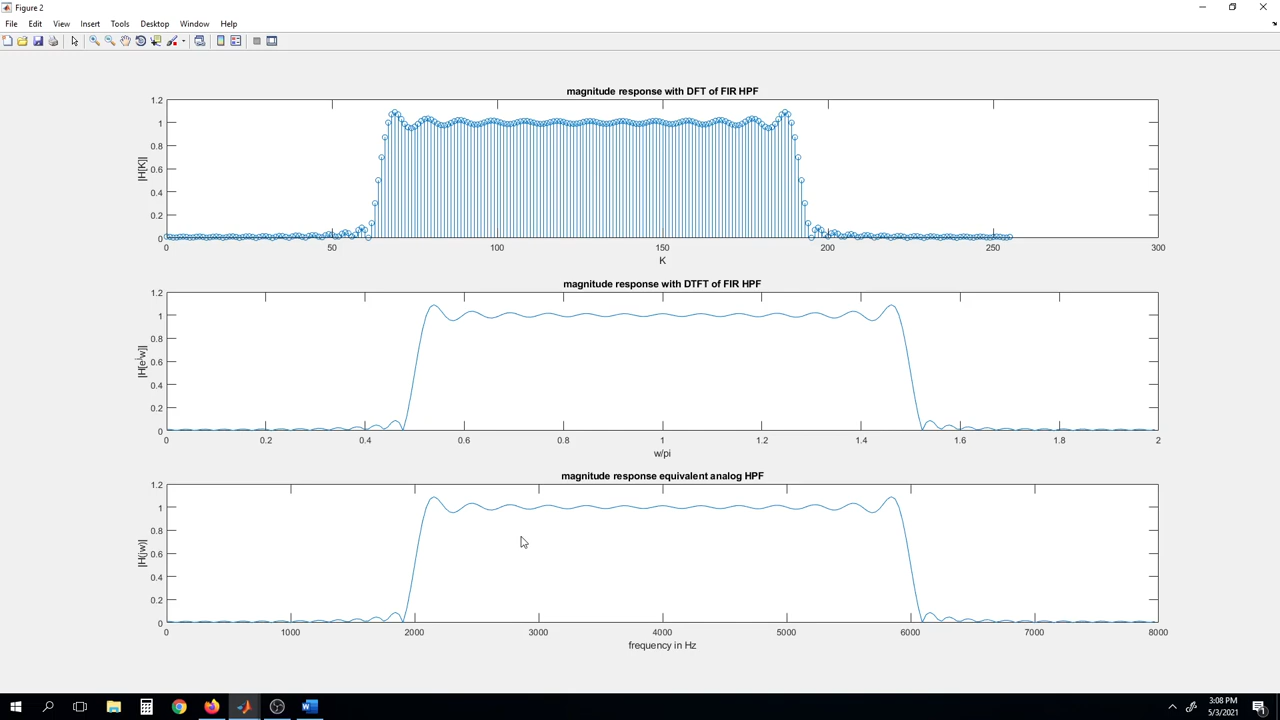 Figure 2
File Edit View Insert Tools Desktop Window Help
magnitude response with DFT of FIR HPF
|H[K]|
1.2
1
0.8
0.6
0.4
0.2
0
0 50 100 150 200 250 300
K
magnitude response with DTFT of FIR HPF
|H[e^jw]|
1.2
1
0.8
0.6
0.4
0.2
0
0 0.2 0.4 0.6 0.8 1 1.2 1.4 1.6 1.8 2
w/pi
magnitude response equivalent analog HPF
|H(jw)|
1.2
1
0.8
0.6
0.4
0.2
0
0 1000 2000 3000 4000 5000 6000 7000 8000
frequency in Hz
3:08 PM
5/3/2021